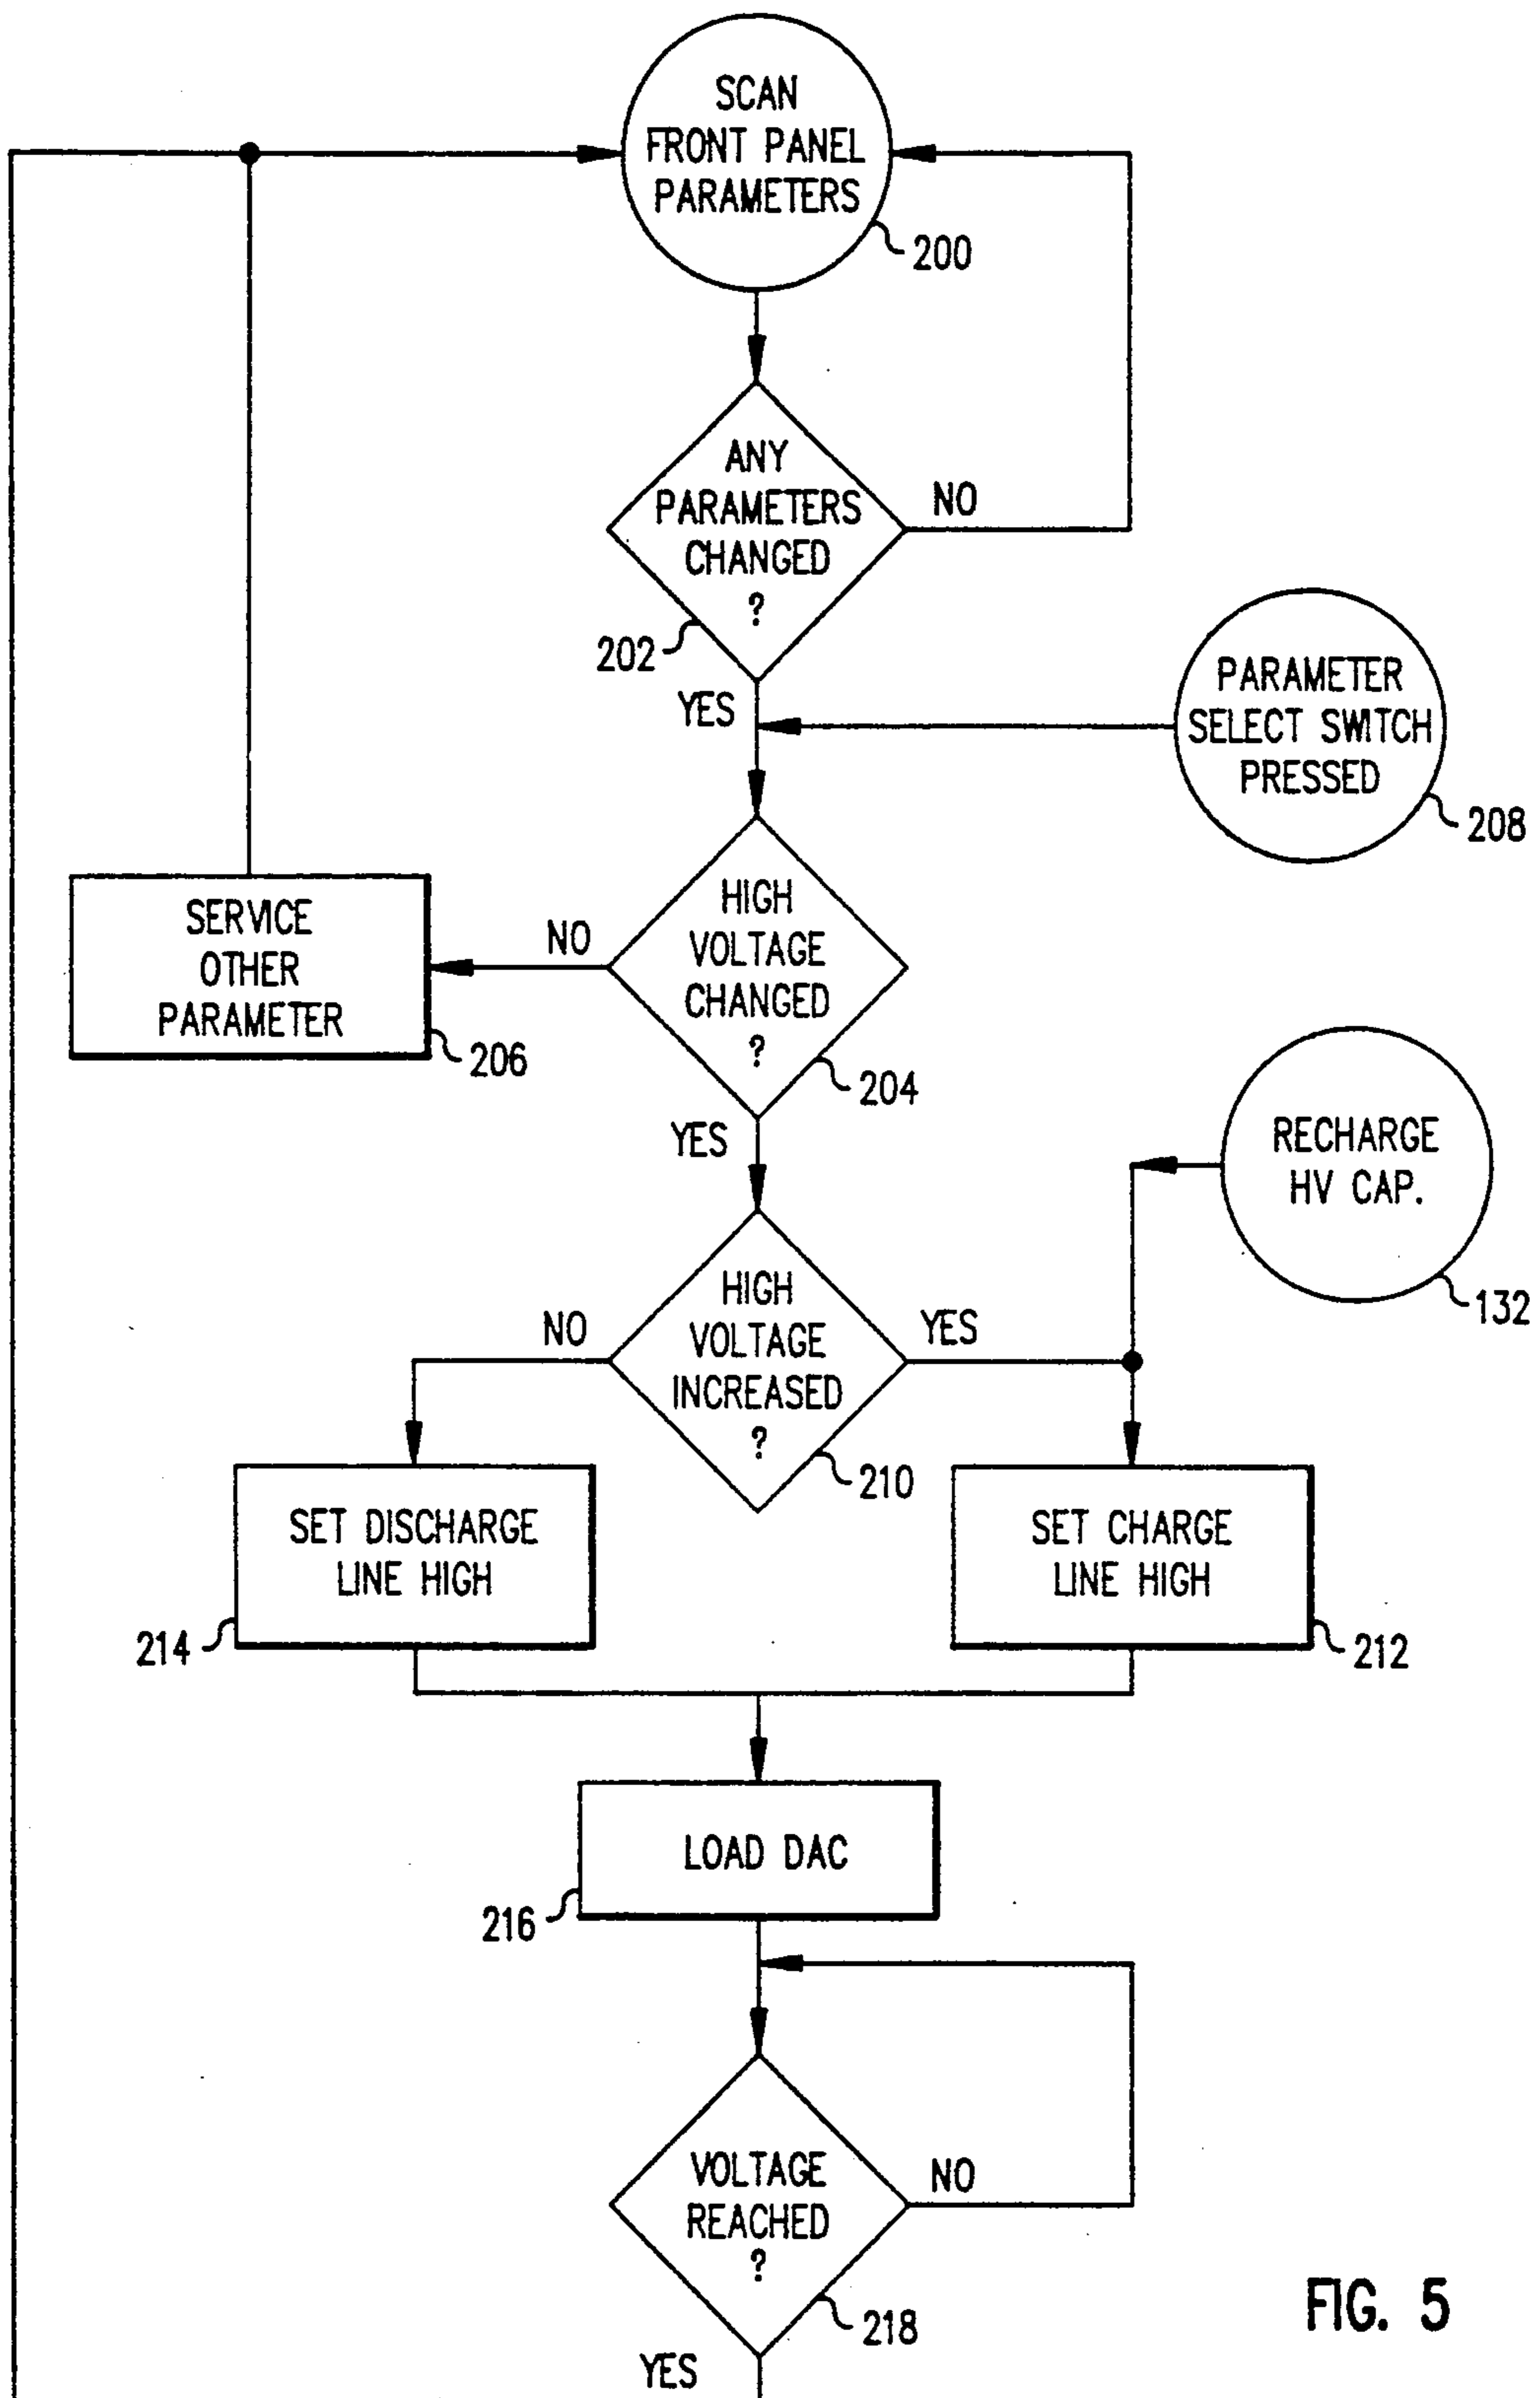 SCAN
FRONT PANEL
PARAMETERS
200
ANY
PARAMETERS
CHANGED
?
NO
202
YES
PARAMETER
SELECT SWITCH
PRESSED
208
HIGH
VOLTAGE
CHANGED
?
NO
SERVICE
OTHER
PARAMETER
206
204
YES
RECHARGE
HV CAP.
132
HIGH
VOLTAGE
INCREASED
?
NO
YES
210
SET DISCHARGE
LINE HIGH
214
SET CHARGE
LINE HIGH
212
LOAD DAC
216
VOLTAGE
REACHED
?
NO
218
YES
FIG. 5